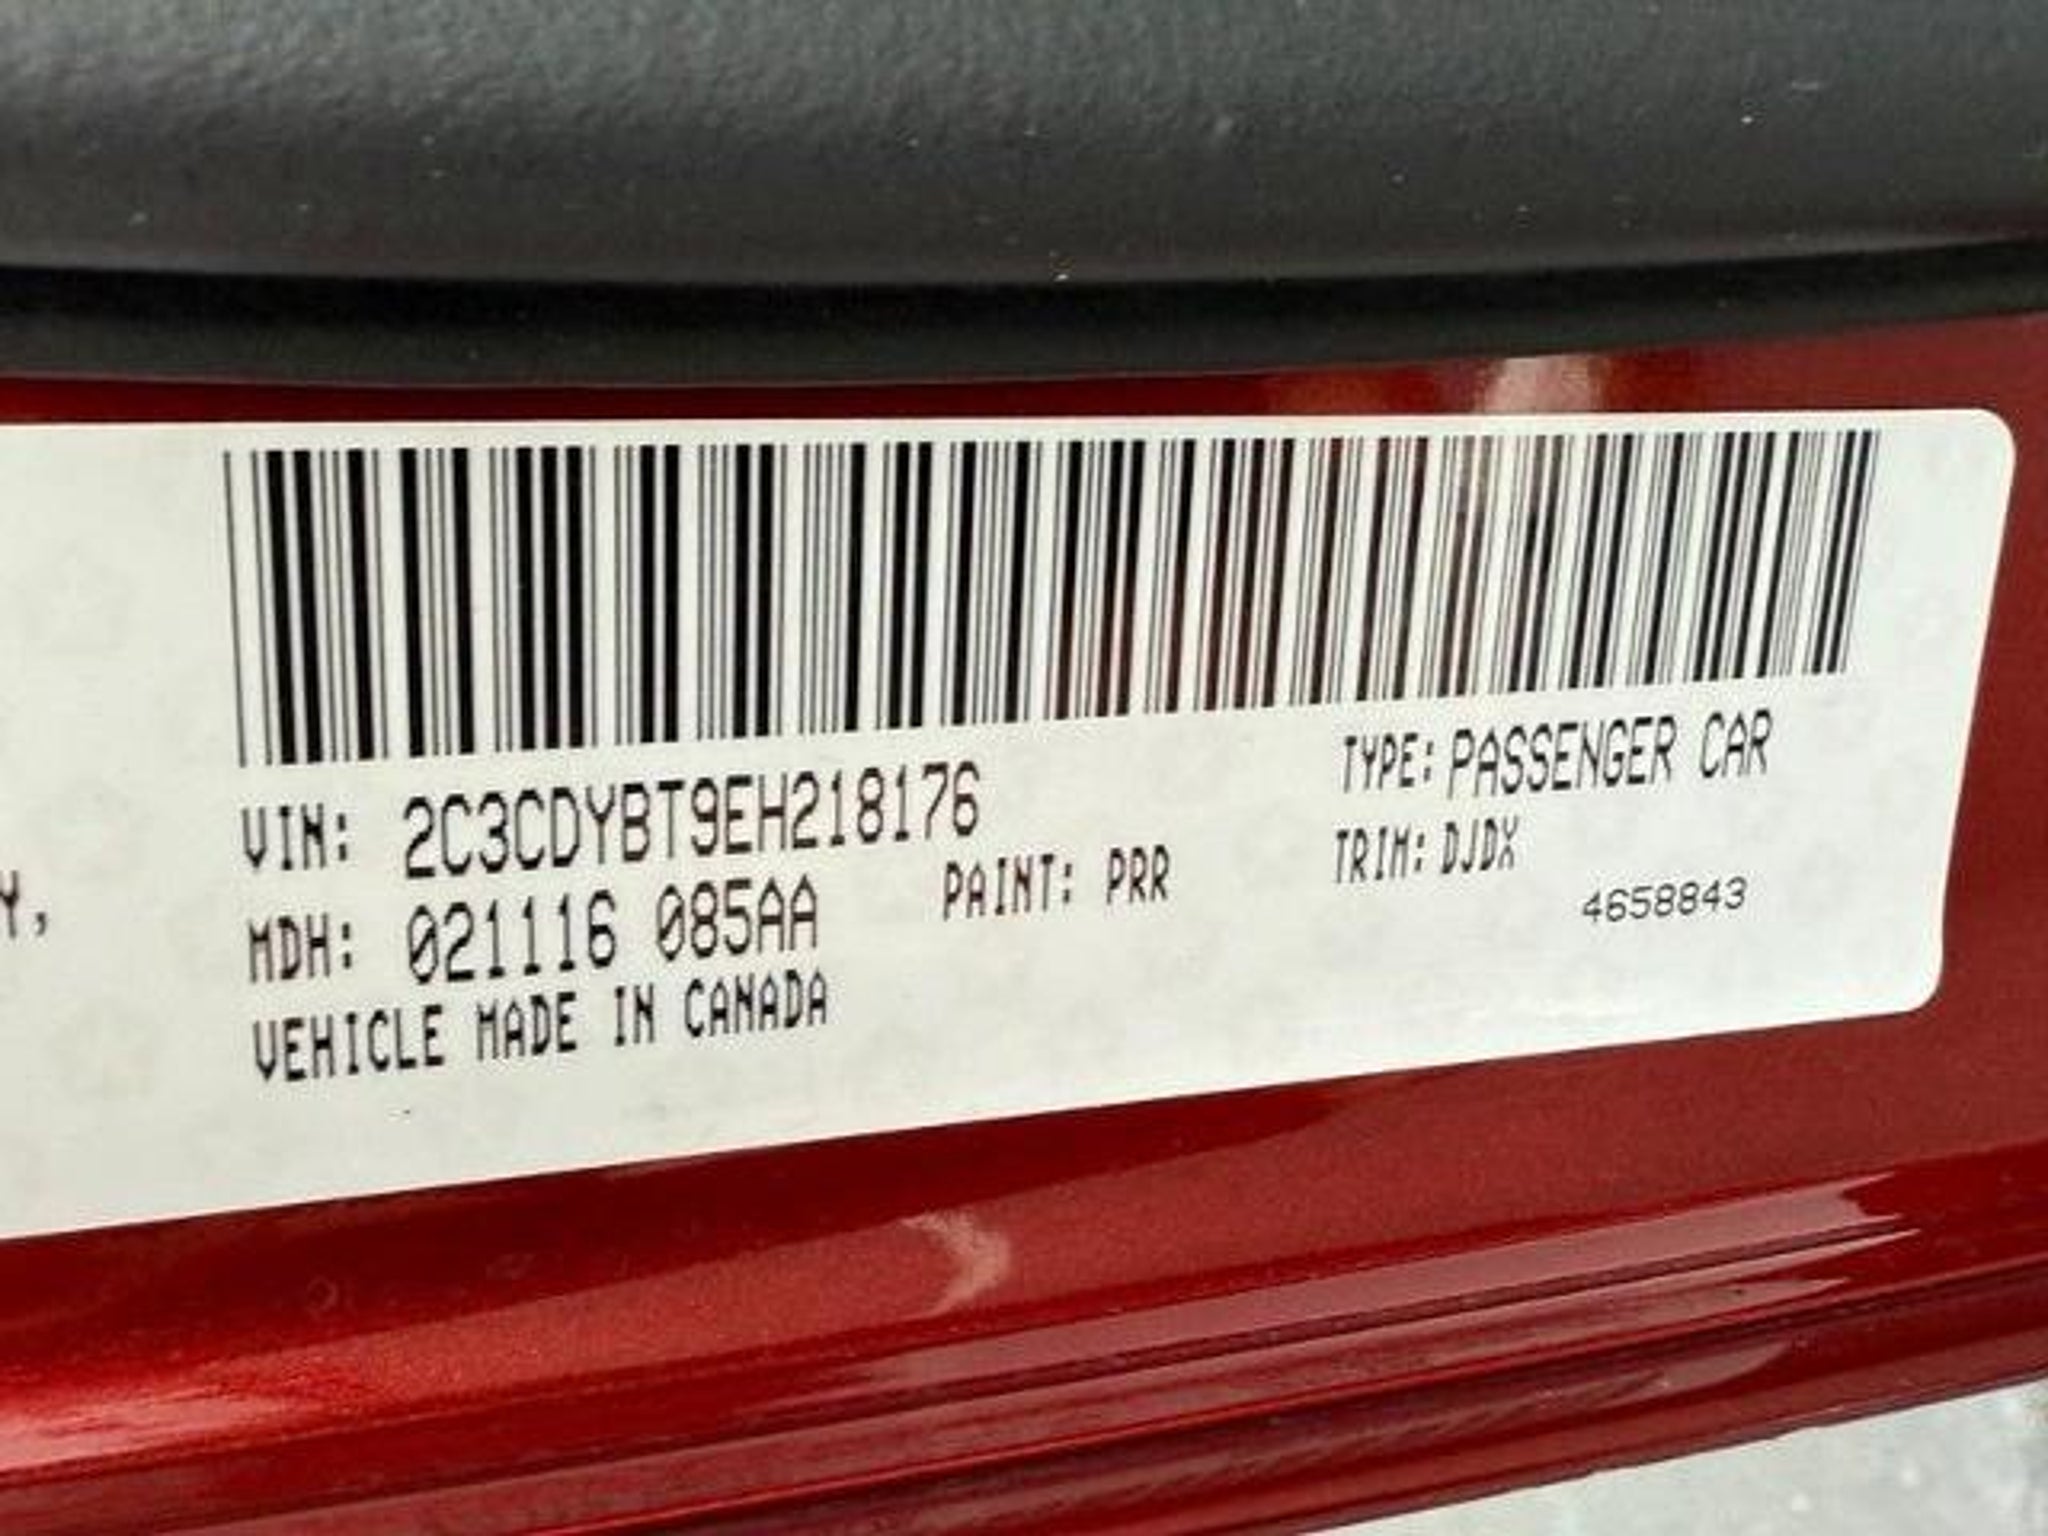 VIN: 2C3CDYBT9EH218176
TYPE: PASSENGER CAR
MDH: 021116 085AA
PAINT: PRR
TRIM: DJDX
4658843
VEHICLE MADE IN CANADA
Y,